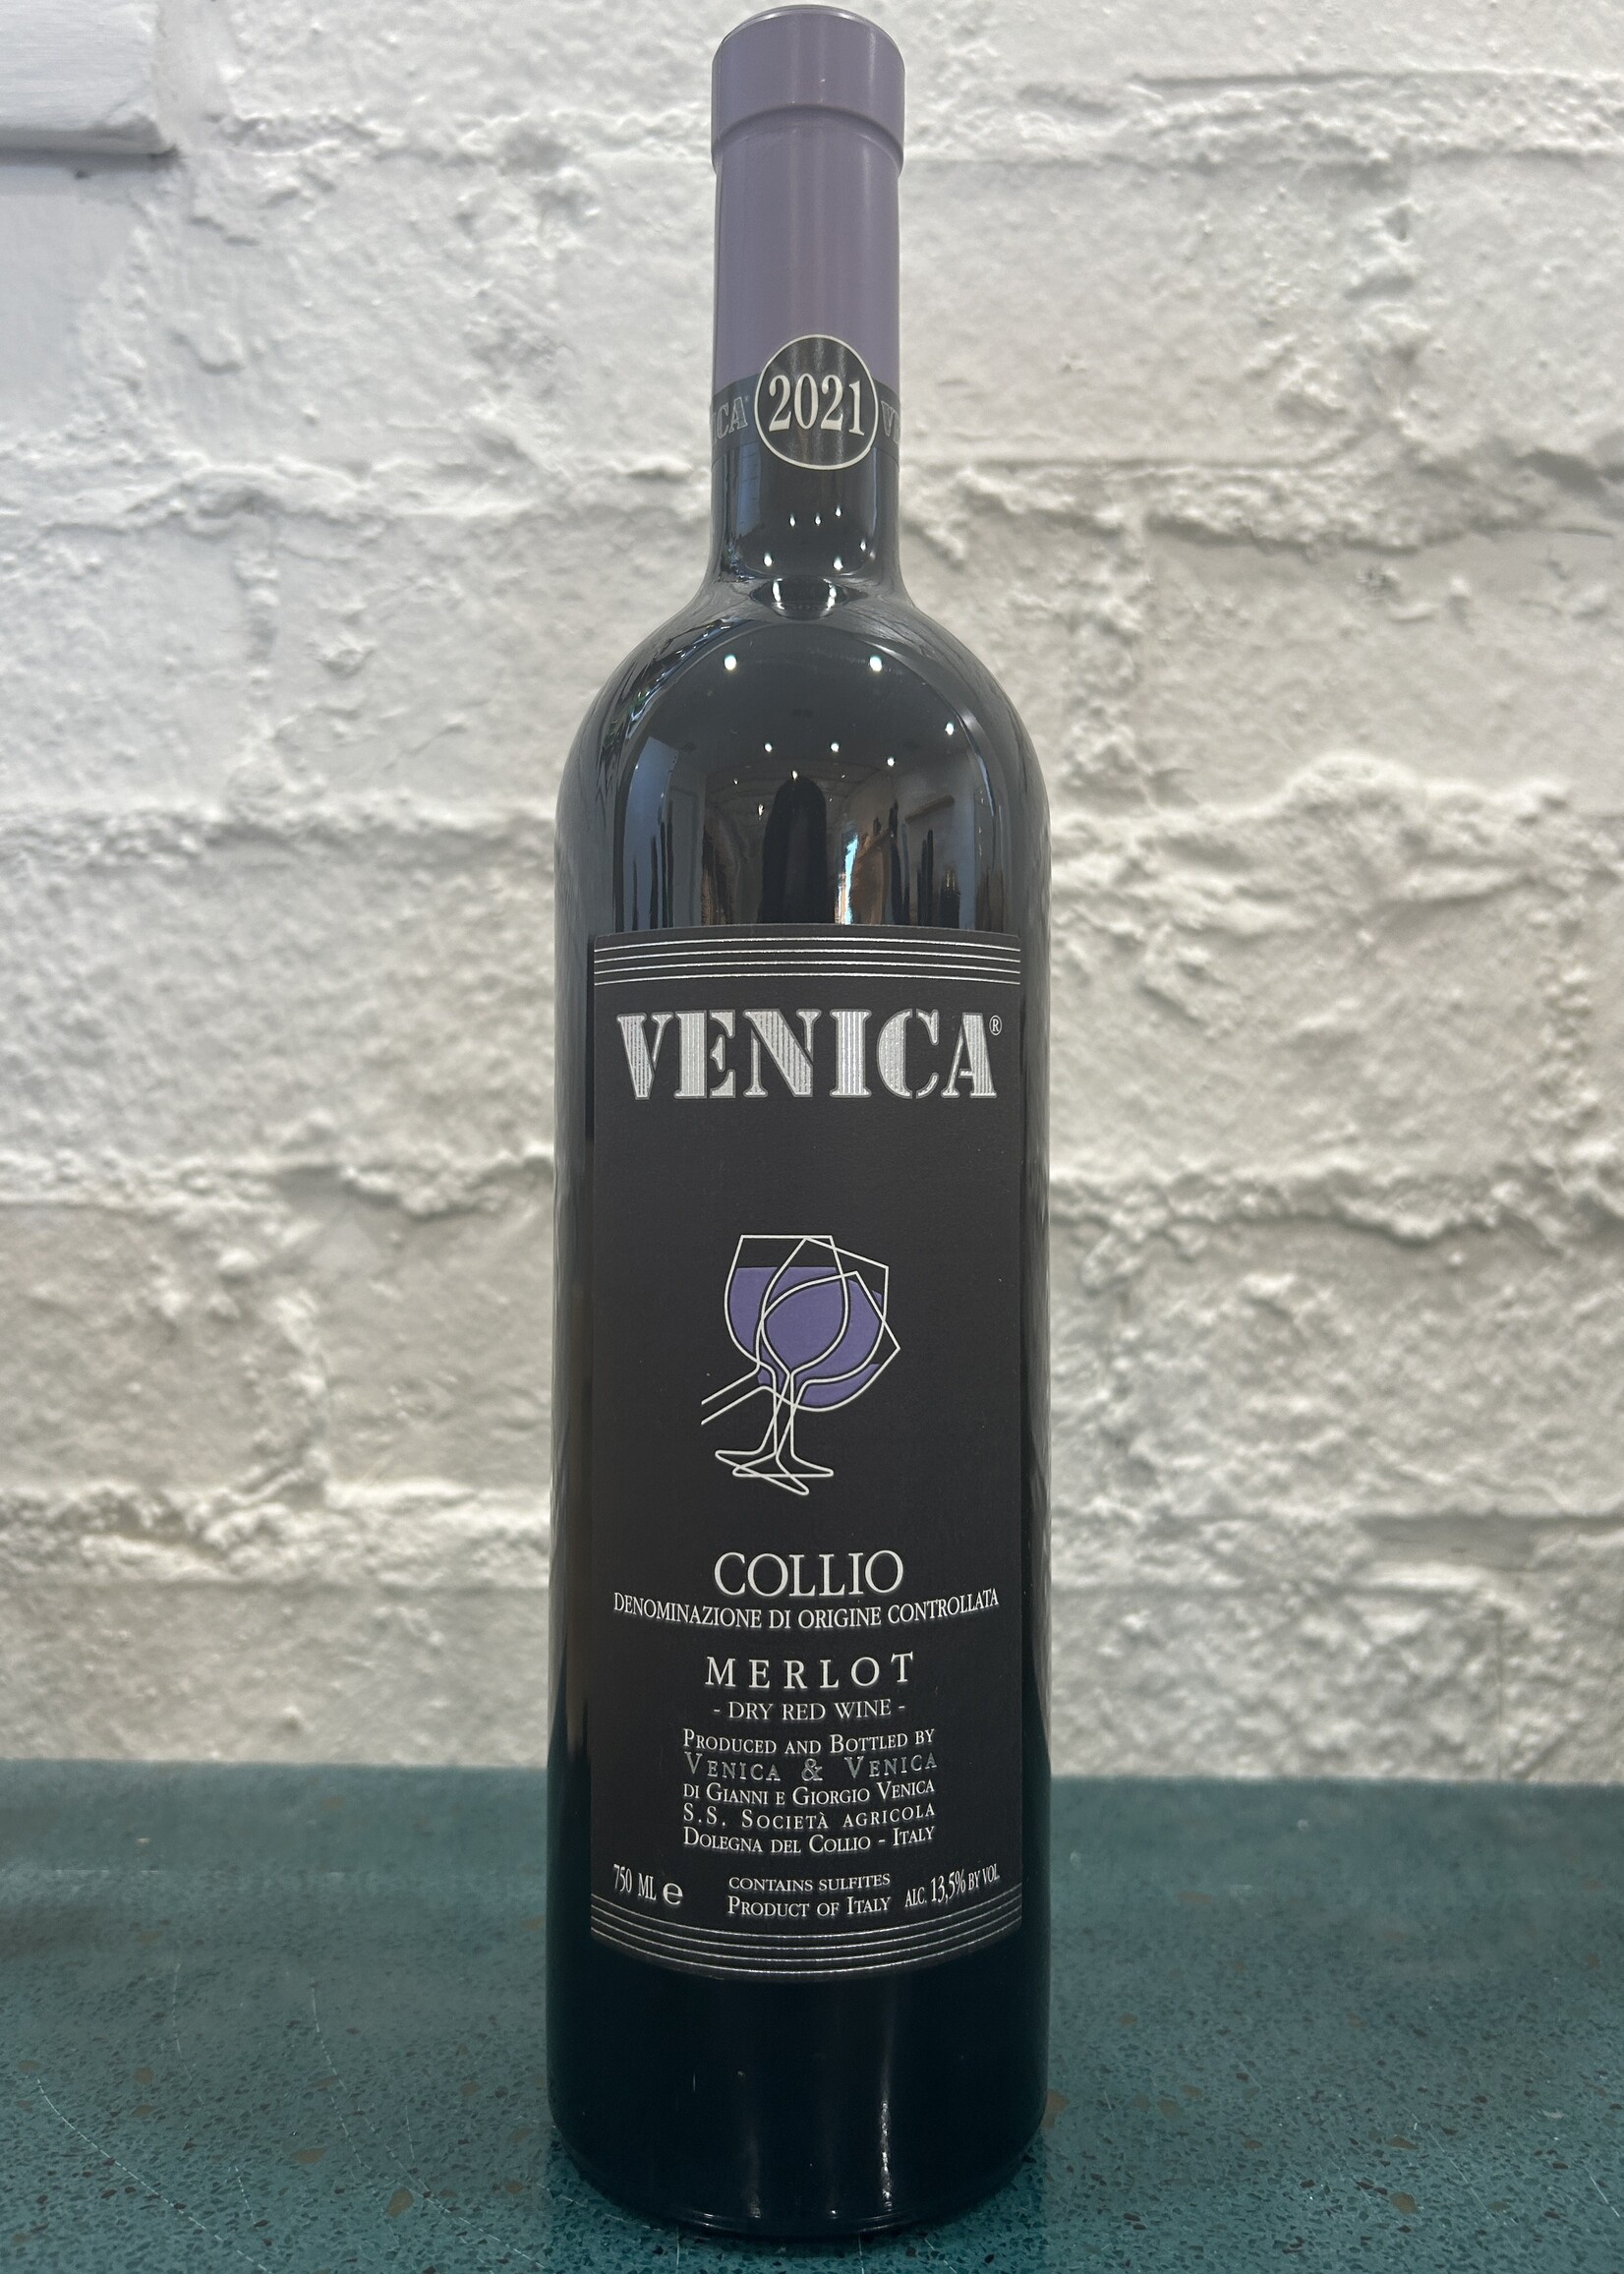 2021
VENICA®
COLLIO
DENOMINAZIONE DI ORIGINE CONTROLLATA
MERLOT
- DRY RED WINE -
PRODUCED AND BOTTLED BY
VENICA & VENICA
DI GIANNI E GIORGIO VENICA
S.S. SOCIETÀ AGRICOLA
DOLEGNA DEL COLLIO - ITALY
CONTAINS SULFITES
750 ML e PRODUCT OF ITALY ALC. 13,5% BY VOL.